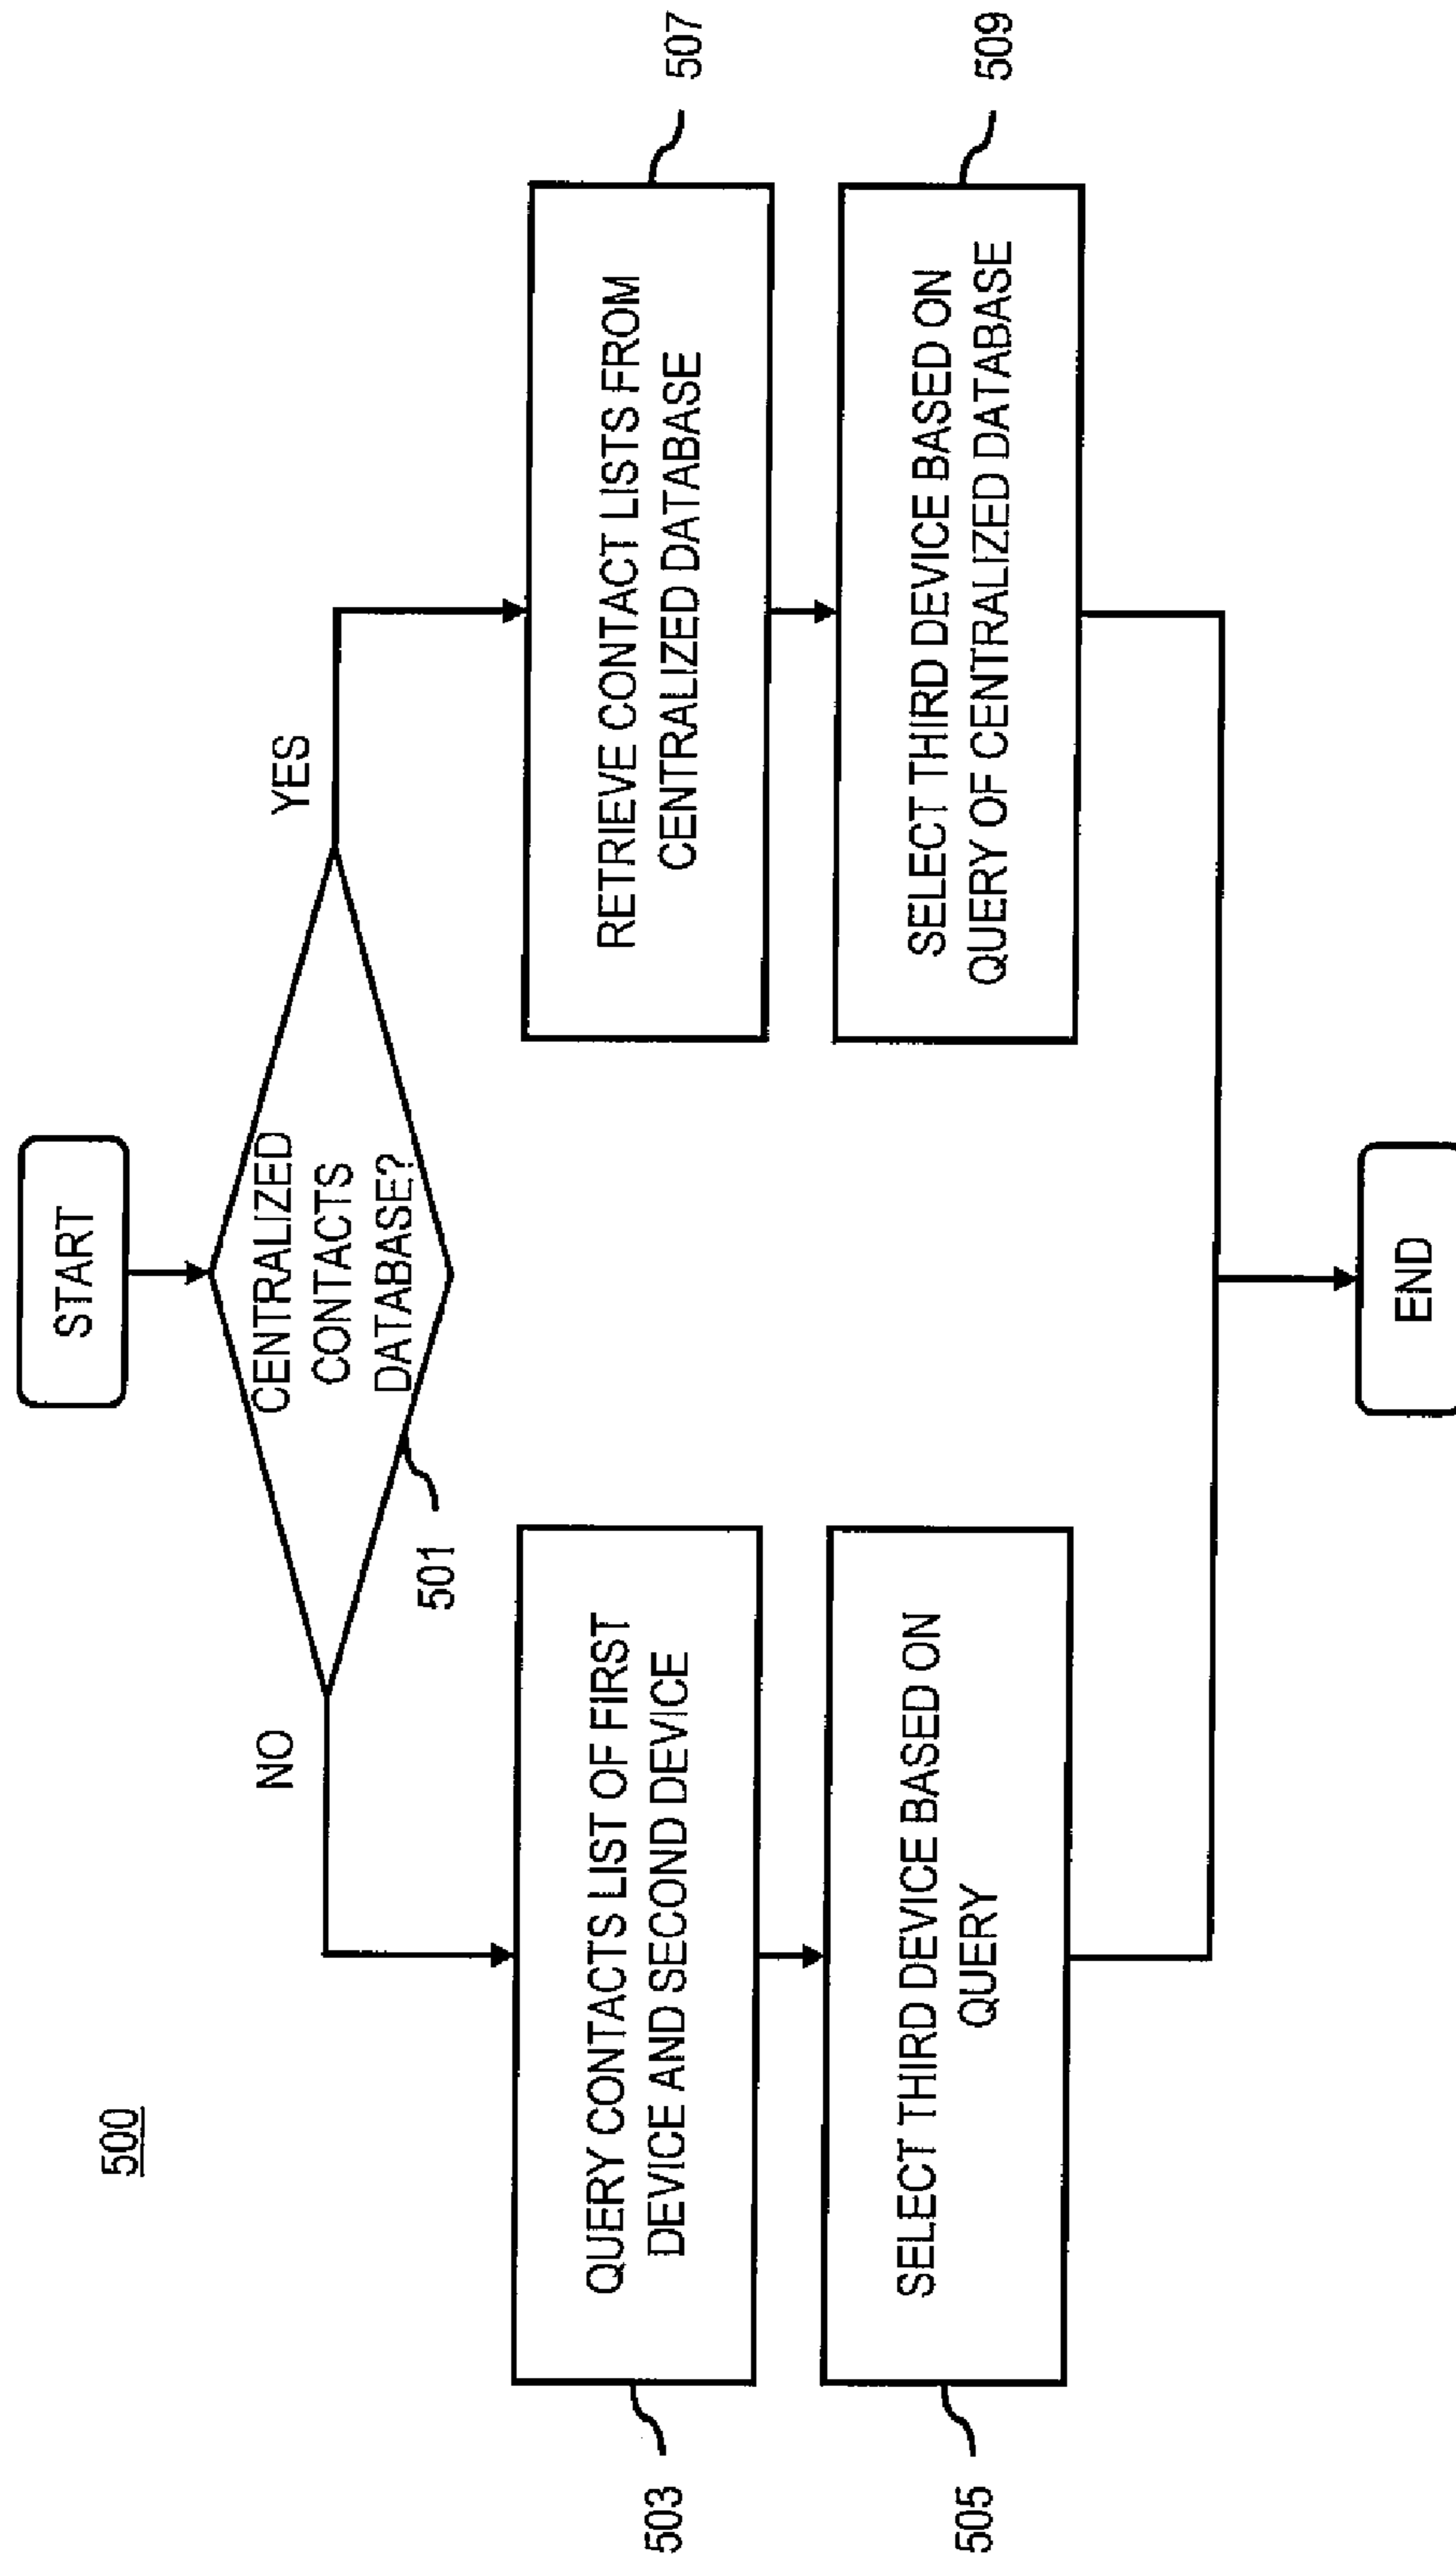 500
START
CENTRALIZED
CONTACTS
DATABASE?
501
NO
YES
QUERY CONTACTS LIST OF FIRST
DEVICE AND SECOND DEVICE
503
RETRIEVE CONTACT LISTS FROM
CENTRALIZED DATABASE
507
SELECT THIRD DEVICE BASED ON
QUERY
505
SELECT THIRD DEVICE BASED ON
QUERY OF CENTRALIZED DATABASE
509
END